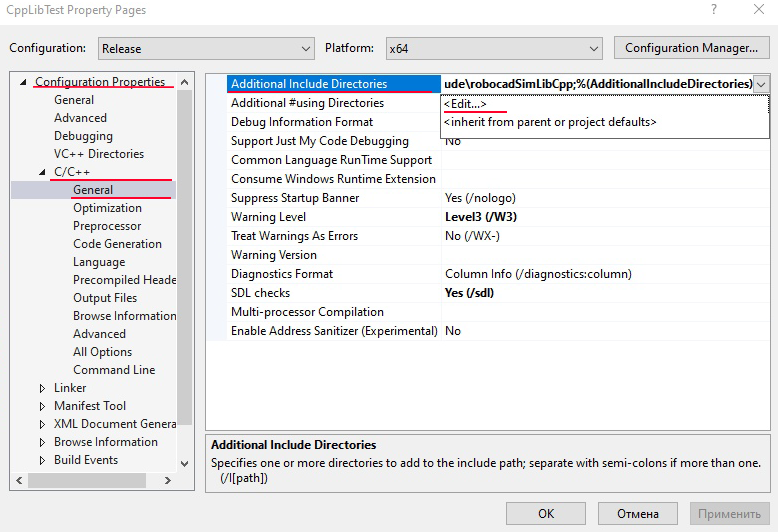 CppLibTest Property Pages
Configuration: Release Platform: x64 Configuration Manager...
Configuration Properties
General
Advanced
Debugging
VC++ Directories
C/C++
General
Optimization
Preprocessor
Code Generation
Language
Precompiled Heade
Output Files
Browse Information
Advanced
All Options
Command Line
Linker
Manifest Tool
XML Document Genera
Browse Information
Build Events
Additional Include Directories ude\robocadSimLibCpp;%(AdditionalIncludeDirectories)
Additional #using Directories <Edit...>
Debug Information Format <inherit from parent or project defaults>
Support Just My Code Debugging No
Common Language RunTime Support
Consume Windows Runtime Extension
Suppress Startup Banner Yes (/nologo)
Warning Level Level3 (/W3)
Treat Warnings As Errors No (/WX-)
Warning Version
Diagnostics Format Column Info (/diagnostics:column)
SDL checks Yes (/sdl)
Multi-processor Compilation
Enable Address Sanitizer (Experimental) No
Additional Include Directories
Specifies one or more directories to add to the include path; separate with semi-colons if more than one.
(/I[path])
OK Отмена Применить